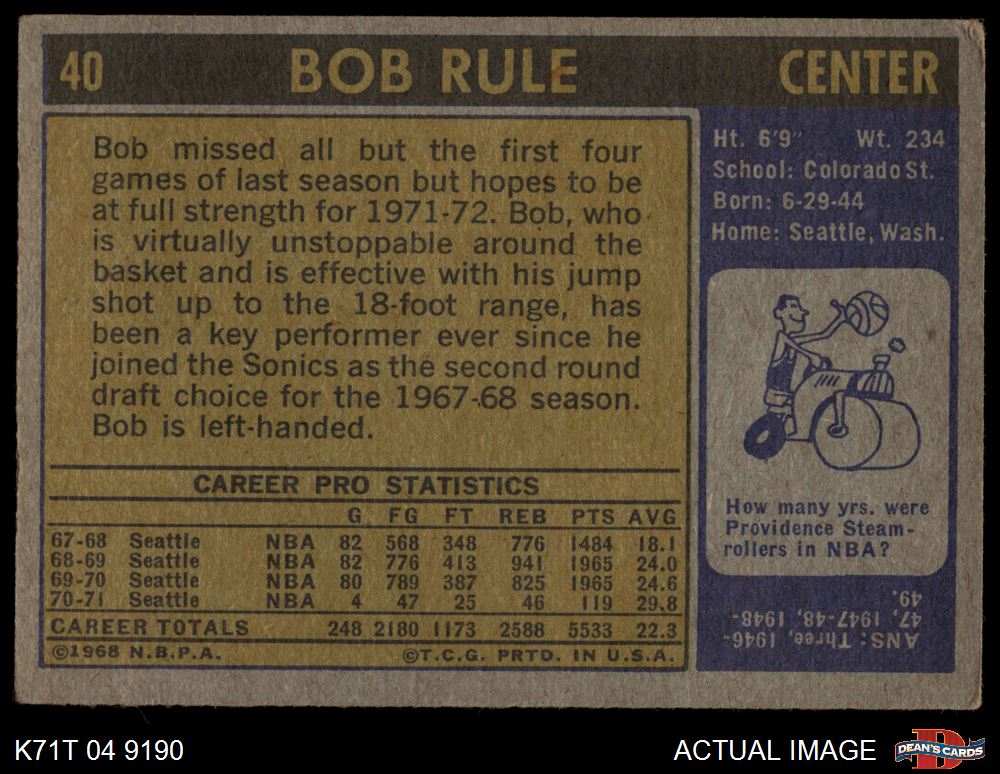 40 BOB RULE CENTER
Bob missed all but the first four
games of last season but hopes to be
at full strength for 1971-72. Bob, who
is virtually unstoppable around the
basket and is effective with his jump
shot up to the 18-foot range, has
been a key performer ever since he
joined the Sonics as the second round
draft choice for the 1967-68 season.
Bob is left-handed.
Ht. 6'9" Wt. 234
School: Colorado St.
Born: 6-29-44
Home: Seattle, Wash.
How many yrs. were
Providence Steam-
rollers in NBA?
ANS: Three, 1946-
47, 1947-48, 1948-
49.
CAREER PRO STATISTICS
G FG FT REB PTS AVG
67-68 Seattle NBA 82 568 348 776 1484 18.1
68-69 Seattle NBA 82 776 413 941 1965 24.0
69-70 Seattle NBA 80 789 387 825 1965 24.6
70-71 Seattle NBA 4 47 25 46 119 29.8
CAREER TOTALS 248 2180 1173 2588 5533 22.3
©1968 N.B.P.A. ©T.C.G. PRTD. IN U.S.A.
K71T 04 9190 ACTUAL IMAGE
D
DEAN'S CARDS